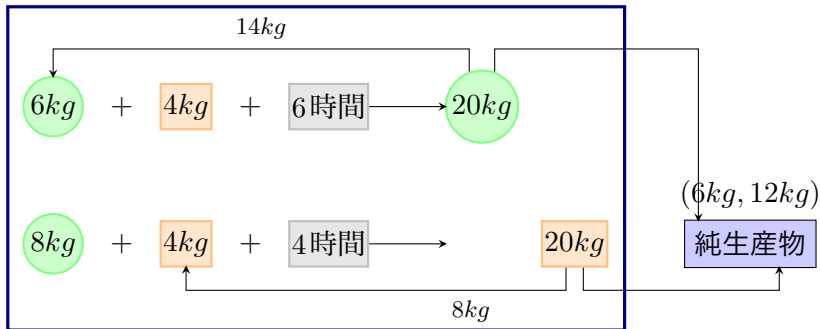 14kg
6kg + 4kg + 6時間 20kg
(6kg, 12kg)
8kg + 4kg + 4時間 20kg 純生産物
8kg